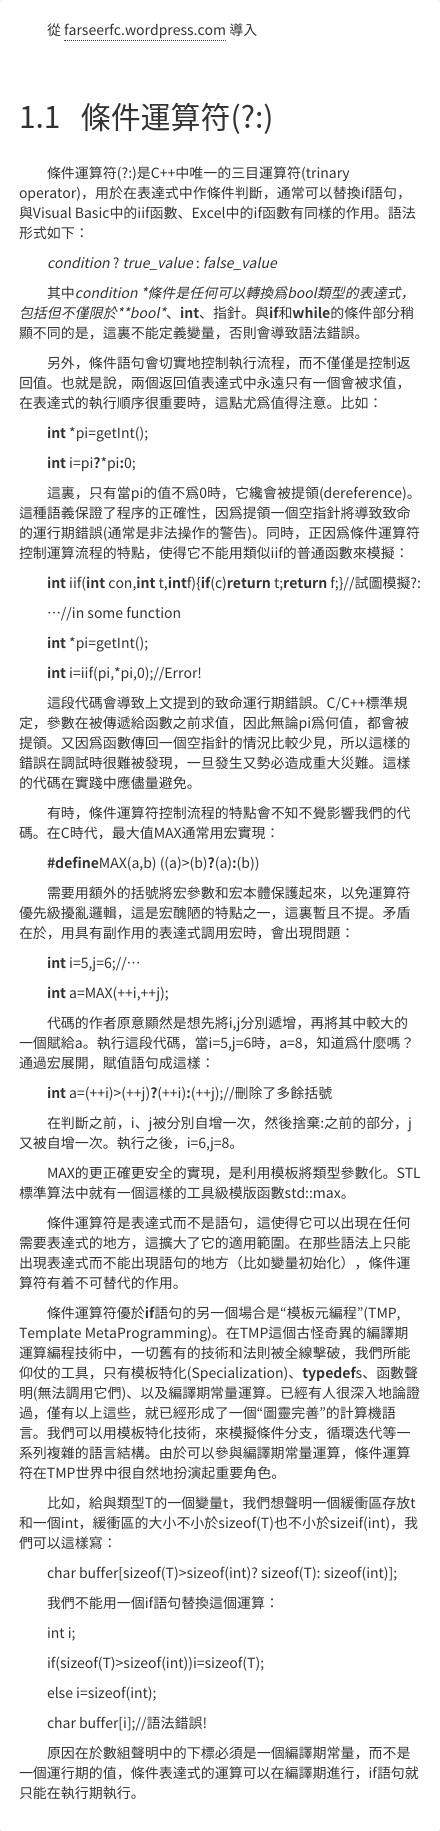 從 farseerfc.wordpress.com 導入
1.1 條件運算符(?:)
條件運算符(?:)是C++中唯一的三目運算符(trinary
operator)，用於在表達式中作條件判斷，通常可以替換if語句，
與Visual Basic中的iif函數、Excel中的if函數有同樣的作用。語法
形式如下：
condition ? true_value : false_value
其中condition *條件是任何可以轉換爲bool類型的表達式，
包括但不僅限於**bool*、int、指針。與if和while的條件部分稍
顯不同的是，這裏不能定義變量，否則會導致語法錯誤。
另外，條件語句會切實地控制執行流程，而不僅僅是控制返
回值。也就是說，兩個返回值表達式中永遠只有一個會被求值，
在表達式的執行順序很重要時，這點尤爲值得注意。比如：
int *pi=getInt();
int i=pi?*pi:0;
這裏，只有當pi的值不爲0時，它纔會被提領(dereference)。
這種語義保證了程序的正確性，因爲提領一個空指針將導致致命
的運行期錯誤(通常是非法操作的警告)。同時，正因爲條件運算符
控制運算流程的特點，使得它不能用類似iif的普通函數來模擬：
int iif(int con,int t,intf){if(c)return t;return f;}//試圖模擬?:
…//in some function
int *pi=getInt();
int i=iif(pi,*pi,0);//Error!
這段代碼會導致上文提到的致命運行期錯誤。C/C++標準規
定，參數在被傳遞給函數之前求值，因此無論pi爲何值，都會被
提領。又因爲函數傳回一個空指針的情況比較少見，所以這樣的
錯誤在調試時很難被發現，一旦發生又勢必造成重大災難。這樣
的代碼在實踐中應儘量避免。
有時，條件運算符控制流程的特點會不知不覺影響我們的代
碼。在C時代，最大值MAX通常用宏實現：
#defineMAX(a,b) ((a)>(b)?(a):(b))
需要用額外的括號將宏參數和宏本體保護起來，以免運算符
優先級擾亂邏輯，這是宏醜陋的特點之一，這裏暫且不提。矛盾
在於，用具有副作用的表達式調用宏時，會出現問題：
int i=5,j=6;//…
int a=MAX(++i,++j);
代碼的作者原意顯然是想先將i,j分別遞增，再將其中較大的
一個賦給a。執行這段代碼，當i=5,j=6時，a=8，知道爲什麼嗎？
通過宏展開，賦值語句成這樣：
int a=(++i)>(++j)?(++i):(++j);//刪除了多餘括號
在判斷之前，i、j被分別自增一次，然後捨棄:之前的部分，j
又被自增一次。執行之後，i=6,j=8。
MAX的更正確更安全的實現，是利用模板將類型參數化。STL
標準算法中就有一個這樣的工具級模版函數std::max。
條件運算符是表達式而不是語句，這使得它可以出現在任何
需要表達式的地方，這擴大了它的適用範圍。在那些語法上只能
出現表達式而不能出現語句的地方（比如變量初始化），條件運
算符有着不可替代的作用。
條件運算符優於if語句的另一個場合是“模板元編程”(TMP,
Template MetaProgramming)。在TMP這個古怪奇異的編譯期
運算編程技術中，一切舊有的技術和法則被全線擊破，我們所能
仰仗的工具，只有模板特化(Specialization)、typedefs、函數聲
明(無法調用它們)、以及編譯期常量運算。已經有人很深入地論證
過，僅有以上這些，就已經形成了一個“圖靈完善”的計算機語
言。我們可以用模板特化技術，來模擬條件分支，循環迭代等一
系列複雜的語言結構。由於可以參與編譯期常量運算，條件運算
符在TMP世界中很自然地扮演起重要角色。
比如，給與類型T的一個變量t，我們想聲明一個緩衝區存放t
和一個int，緩衝區的大小不小於sizeof(T)也不小於sizeif(int)，我
們可以這樣寫：
char buffer[sizeof(T)>sizeof(int)? sizeof(T): sizeof(int)];
我們不能用一個if語句替換這個運算：
int i;
if(sizeof(T)>sizeof(int))i=sizeof(T);
else i=sizeof(int);
char buffer[i];//語法錯誤!
原因在於數組聲明中的下標必須是一個編譯期常量，而不是
一個運行期的值，條件表達式的運算可以在編譯期進行，if語句就
只能在執行期執行。